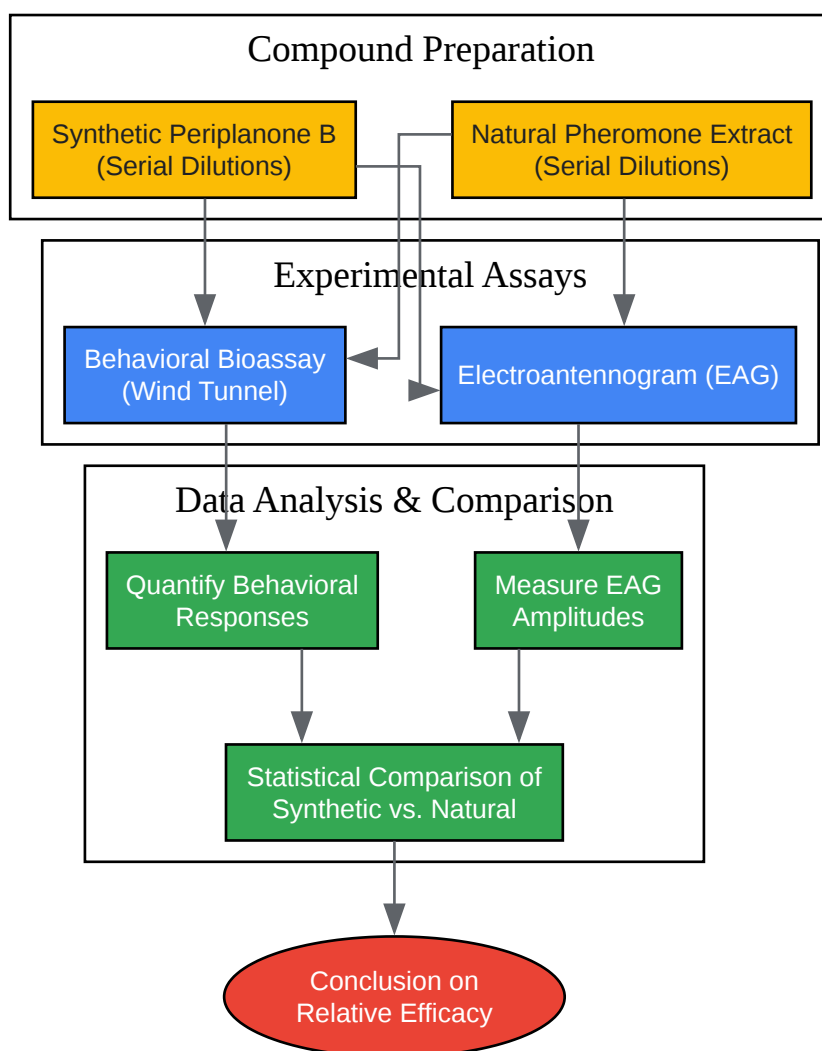 Compound Preparation
Synthetic Periplanone B
(Serial Dilutions)
Natural Pheromone Extract
(Serial Dilutions)
Experimental Assays
Behavioral Bioassay
(Wind Tunnel)
Electroantennogram (EAG)
Data Analysis & Comparison
Quantify Behavioral
Responses
Measure EAG
Amplitudes
Statistical Comparison of
Synthetic vs. Natural
Conclusion on
Relative Efficacy